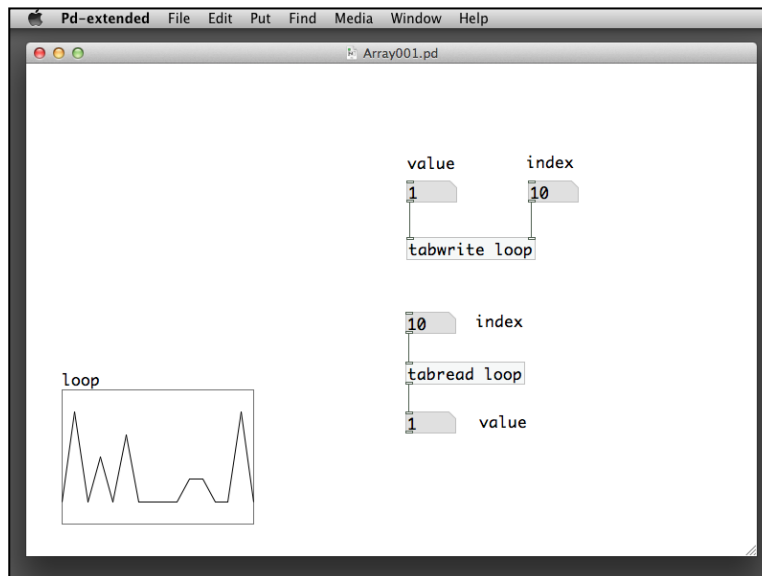 Pd-extended File Edit Put Find Media Window Help
Array001.pd
value index
1 10
tabwrite loop
10 index
tabread loop
1 value
loop